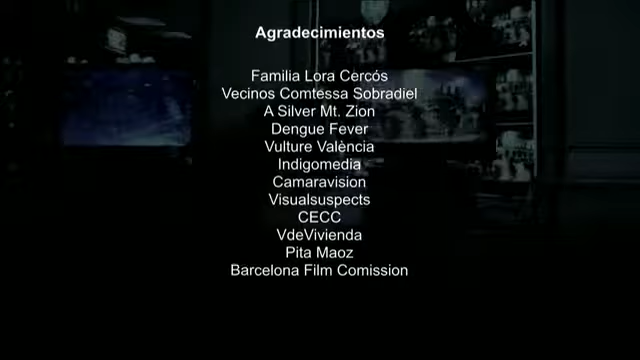 Agradecimientos
Familia Lora Cercós
Vecinos Comtessa Sobradiel
A Silver Mt. Zion
Dengue Fever
Vulture València
Indigomedia
Camaravision
Visualsuspects
CECC
VdeVivienda
Pita Maoz
Barcelona Film Comission